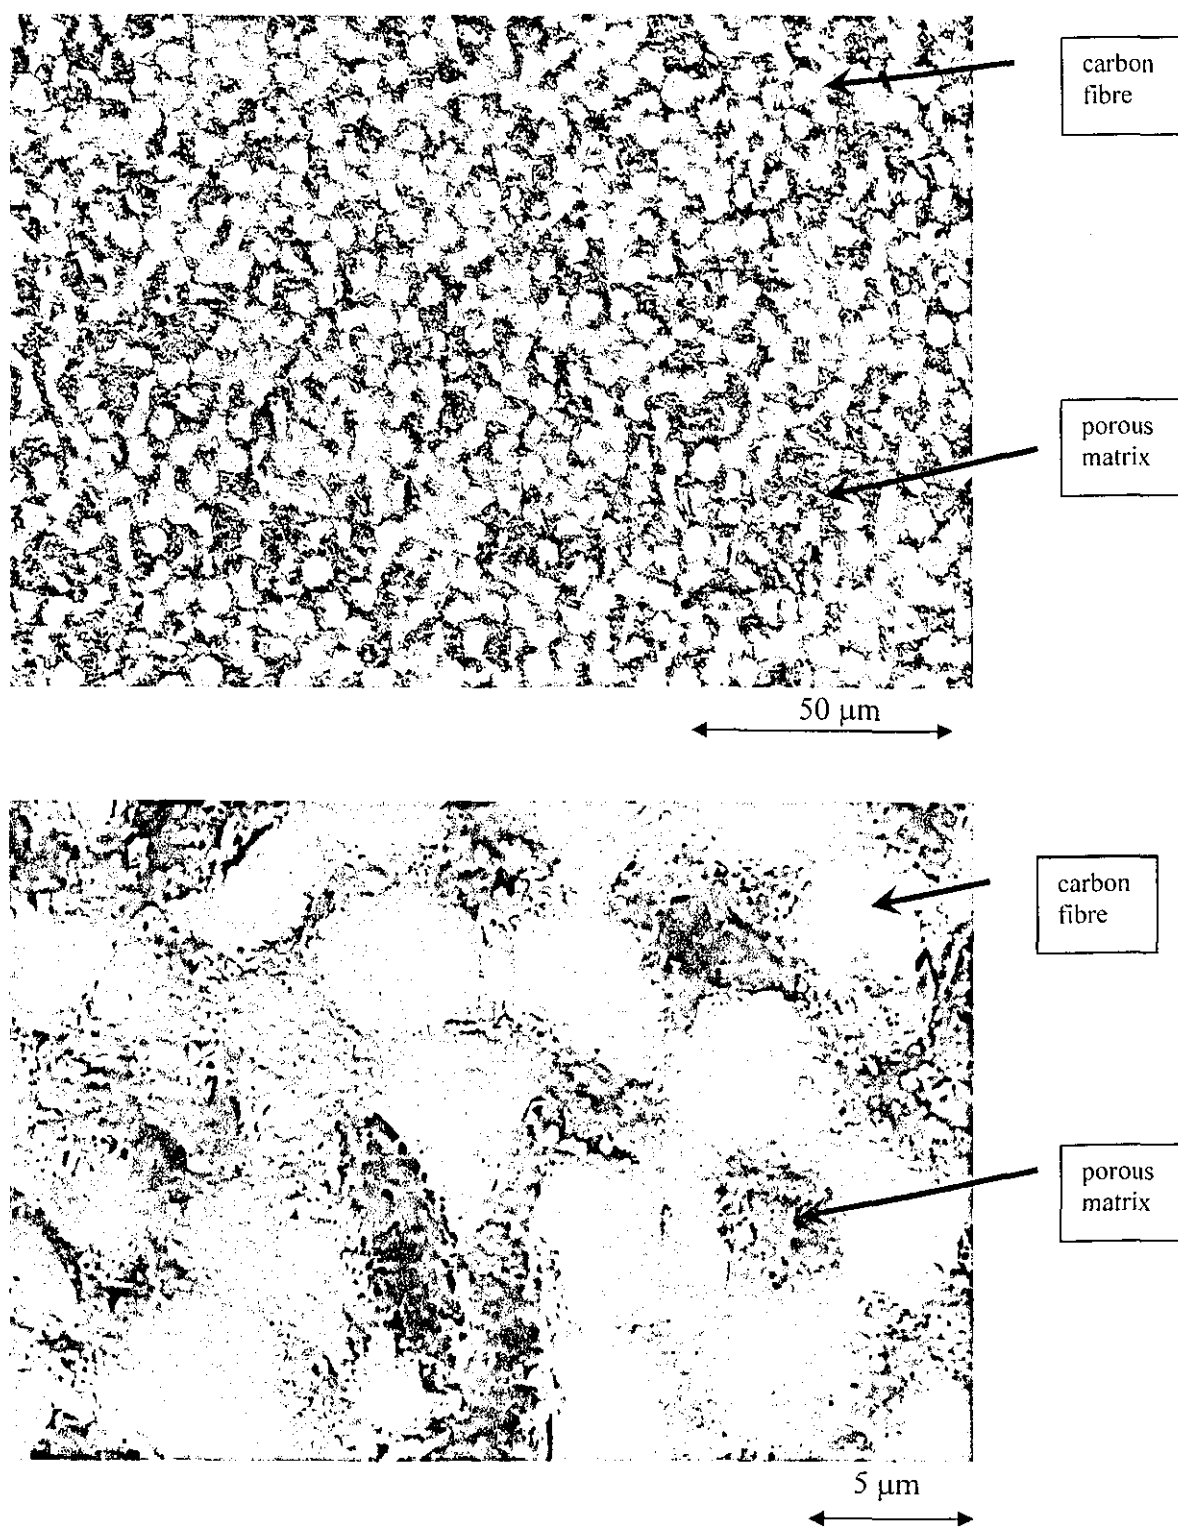 carbon
fibre
porous
matrix
50 μm
carbon
fibre
porous
matrix
5 μm